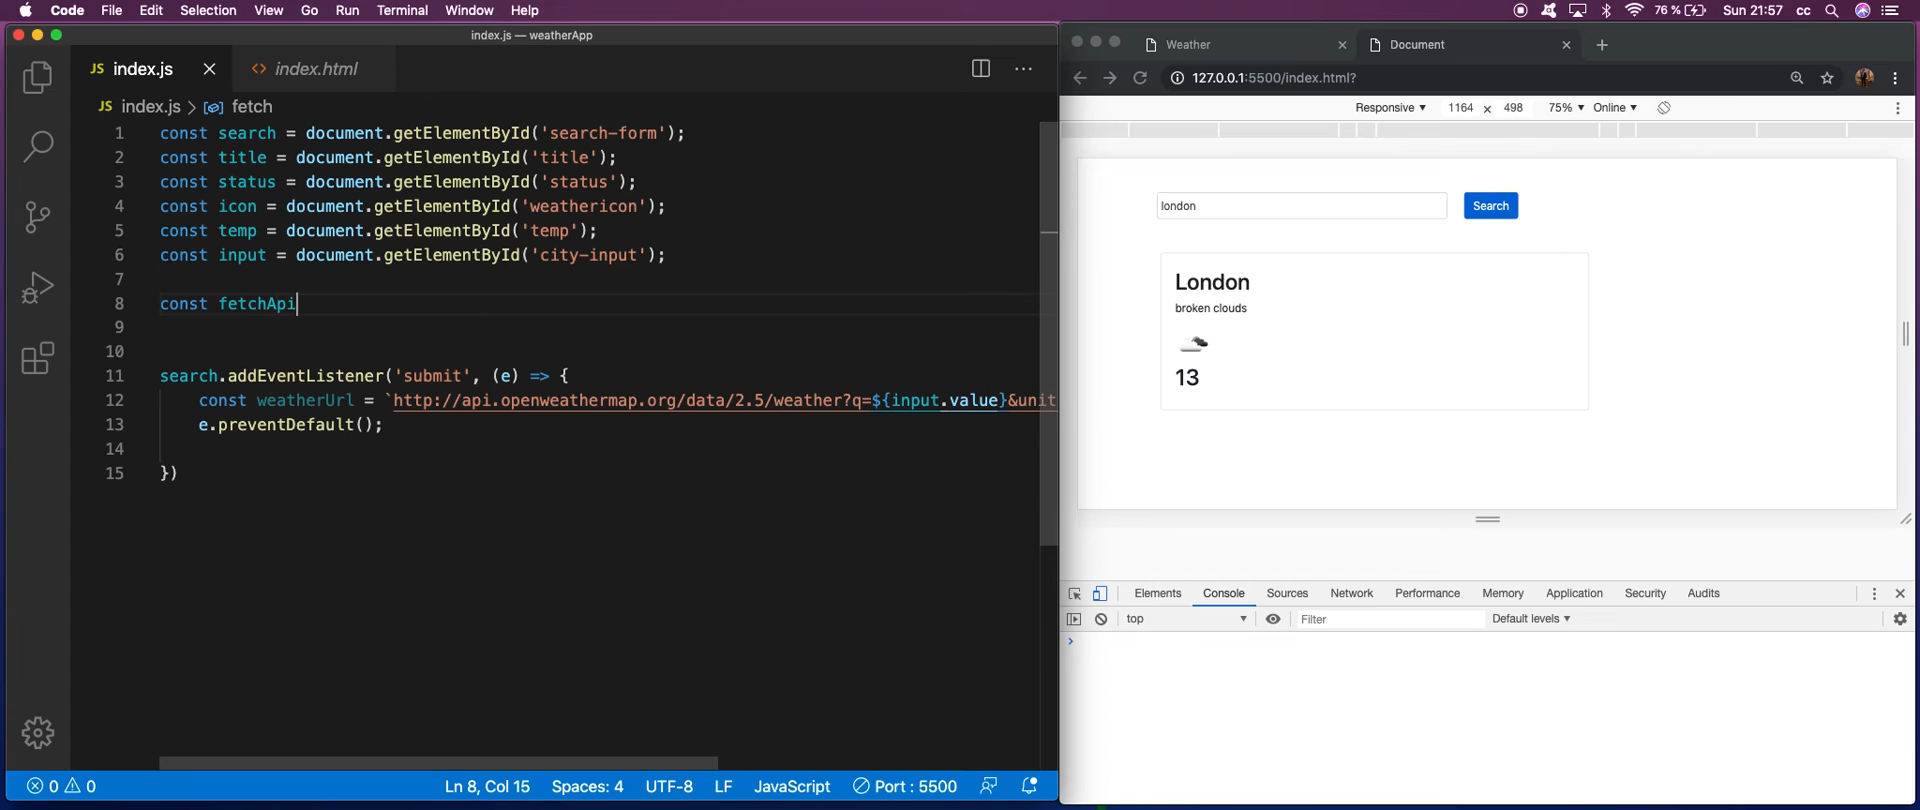 Code File Edit Selection View Go Run Terminal Window Help 76 % Sun 21:57 cc
index.js — weatherApp
JS index.js index.html
JS index.js fetch
1 const search = document.getElementById('search-form');
2 const title = document.getElementById('title');
3 const status = document.getElementById('status');
4 const icon = document.getElementById('weathericon');
5 const temp = document.getElementById('temp');
6 const input = document.getElementById('city-input');
7
8 const fetchApi
9
10
11 search.addEventListener('submit', (e) => {
12 const weatherUrl = `http://api.openweathermap.org/data/2.5/weather?q=${input.value}&unit
13 e.preventDefault();
14
15 })
0 0 Ln 8, Col 15 Spaces: 4 UTF-8 LF JavaScript Port : 5500
Weather Document
127.0.0.1:5500/index.html?
Responsive 1164 × 498 75% Online
london Search
London
broken clouds
13
Elements Console Sources Network Performance Memory Application Security Audits
top Filter Default levels